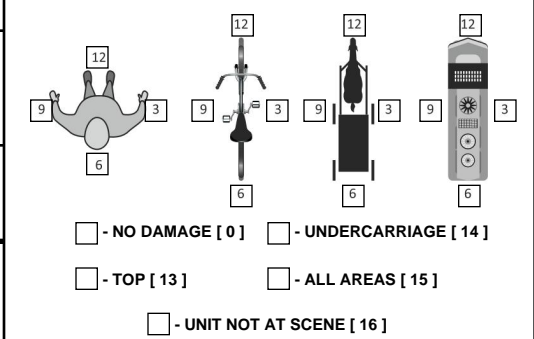 12 12 12
12
9 3 9 3 9 3 9 3
6
6 6 6
- NO DAMAGE [ 0 ] - UNDERCARRIAGE [ 14 ]
- TOP [ 13 ] - ALL AREAS [ 15 ]
- UNIT NOT AT SCENE [ 16 ]